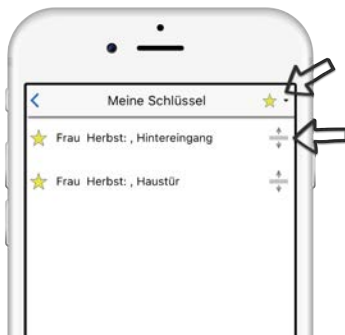 Meine Schlüssel
Frau Herbst: , Hintereingang
Frau Herbst: , Haustür